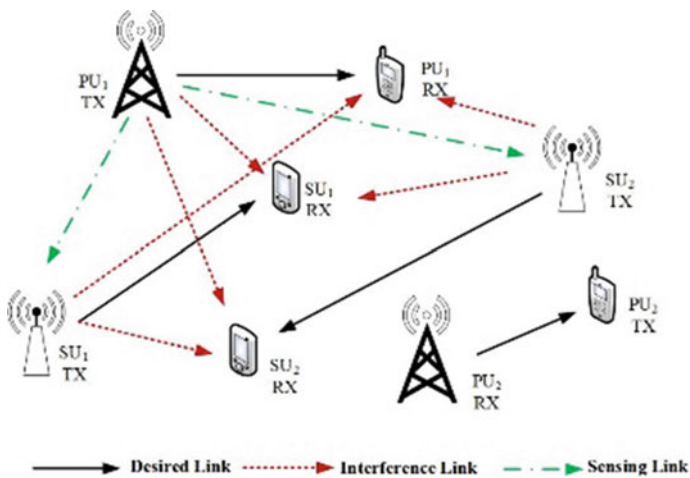 PU1
TX
PU1
RX
SU1
RX
SU2
TX
SU1
TX
SU2
RX
PU2
RX
PU2
TX
Desired Link
Interference Link
Sensing Link